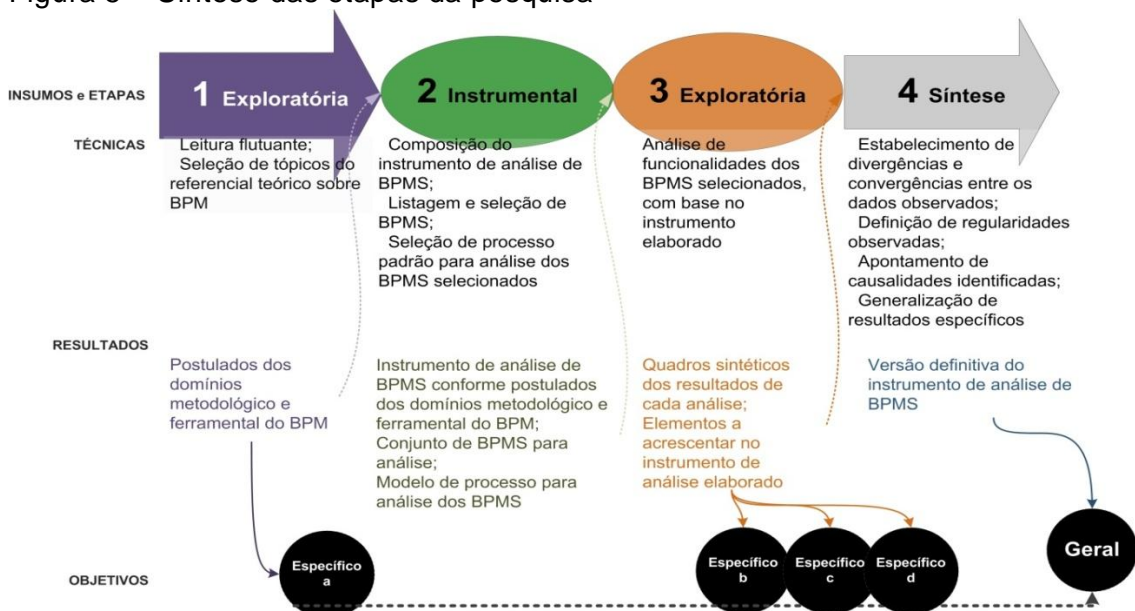 Figura 3 – Síntese das etapas da pesquisa
INSUMOS e ETAPAS
1 Exploratória
2 Instrumental
3 Exploratória
4 Síntese
TÉCNICAS
Leitura flutuante;
Seleção de tópicos do
referencial teórico sobre
BPM
Composição do
instrumento de análise de
BPMS;
Listagem e seleção de
BPMS;
Seleção de processo
padrão para análise dos
BPMS selecionados
Análise de
funcionalidades dos
BPMS selecionados,
com base no
instrumento
elaborado
Estabelecimento de
divergências e
convergências entre os
dados observados;
Definição de regularidades
observadas;
Apontamento de
causalidades identificadas;
Generalização de
resultados específicos
RESULTADOS
Postulados dos
domínios
metodológico e
ferramental do BPM
Instrumento de análise de
BPMS conforme postulados
dos domínios metodológico e
ferramental do BPM;
Conjunto de BPMS para
análise;
Modelo de processo para
análise dos BPMS
Quadros sintéticos
dos resultados de
cada análise;
Elementos a
acrescentar no
instrumento de
análise elaborado
Versão definitiva do
instrumento de análise de
BPMS
OBJETIVOS
Específico
a
Específico
b
Específico
c
Específico
d
Geral